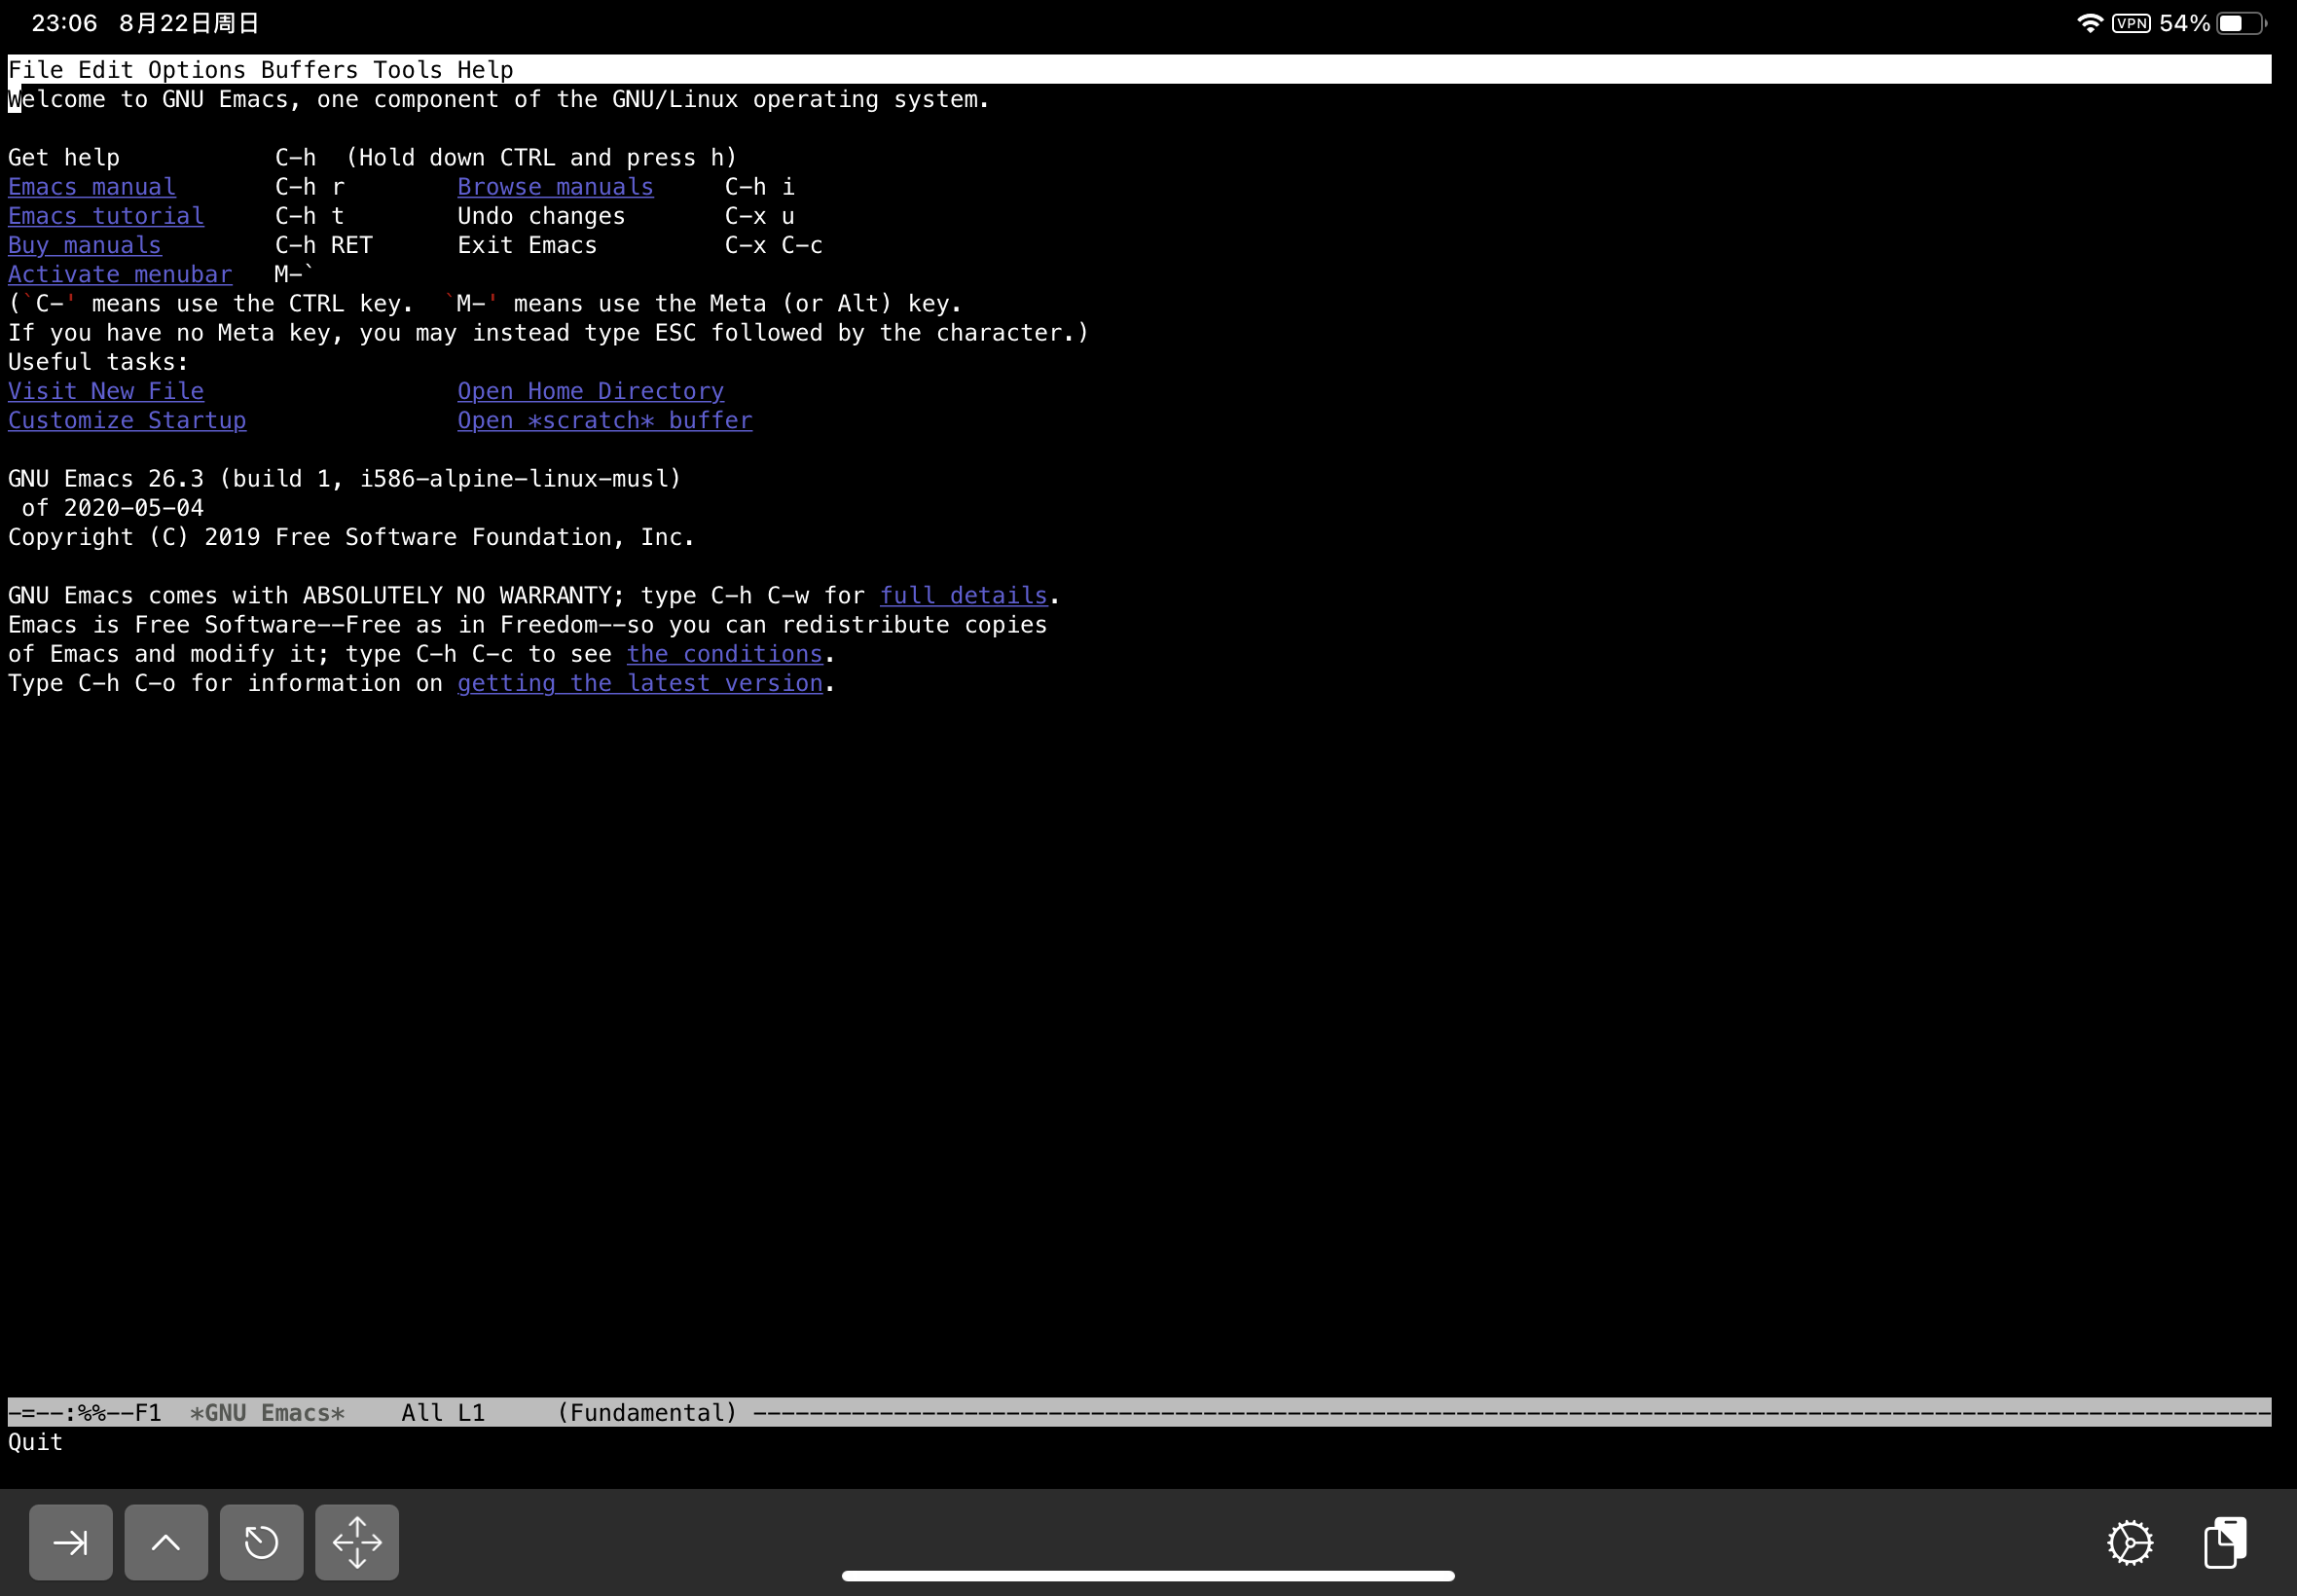 23:06 8月22日周日
VPN 54%
File Edit Options Buffers Tools Help
Welcome to GNU Emacs, one component of the GNU/Linux operating system.
Get help C-h (Hold down CTRL and press h)
Emacs manual C-h r Browse manuals C-h i
Emacs tutorial C-h t Undo changes C-x u
Buy manuals C-h RET Exit Emacs C-x C-c
Activate menubar M-`
(`C-' means use the CTRL key. `M-' means use the Meta (or Alt) key.
If you have no Meta key, you may instead type ESC followed by the character.)
Useful tasks:
Visit New File Open Home Directory
Customize Startup Open *scratch* buffer
GNU Emacs 26.3 (build 1, i586-alpine-linux-musl)
of 2020-05-04
Copyright (C) 2019 Free Software Foundation, Inc.
GNU Emacs comes with ABSOLUTELY NO WARRANTY; type C-h C-w for full details.
Emacs is Free Software--Free as in Freedom--so you can redistribute copies
of Emacs and modify it; type C-h C-c to see the conditions.
Type C-h C-o for information on getting the latest version.
-=--:%%--F1 *GNU Emacs* All L1 (Fundamental) ------------------------------------------------------------------------------------------------------------
Quit